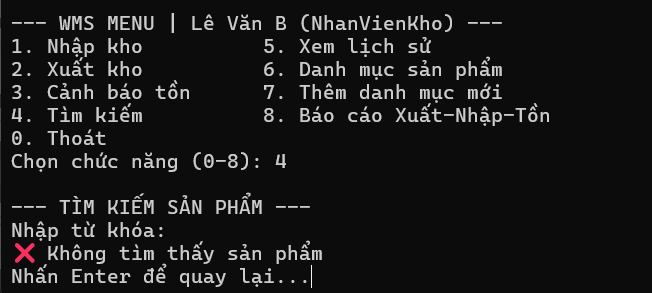 --- WMS MENU | Lê Văn B (NhanVienKho) ---
1. Nhập kho          5. Xem lịch sử
2. Xuất kho          6. Danh mục sản phẩm
3. Cảnh báo tồn      7. Thêm danh mục mới
4. Tìm kiếm          8. Báo cáo Xuất-Nhập-Tồn
0. Thoát
Chọn chức năng (0-8): 4

--- TÌM KIẾM SẢN PHẨM ---
Nhập từ khóa:
❌ Không tìm thấy sản phẩm
Nhấn Enter để quay lại...